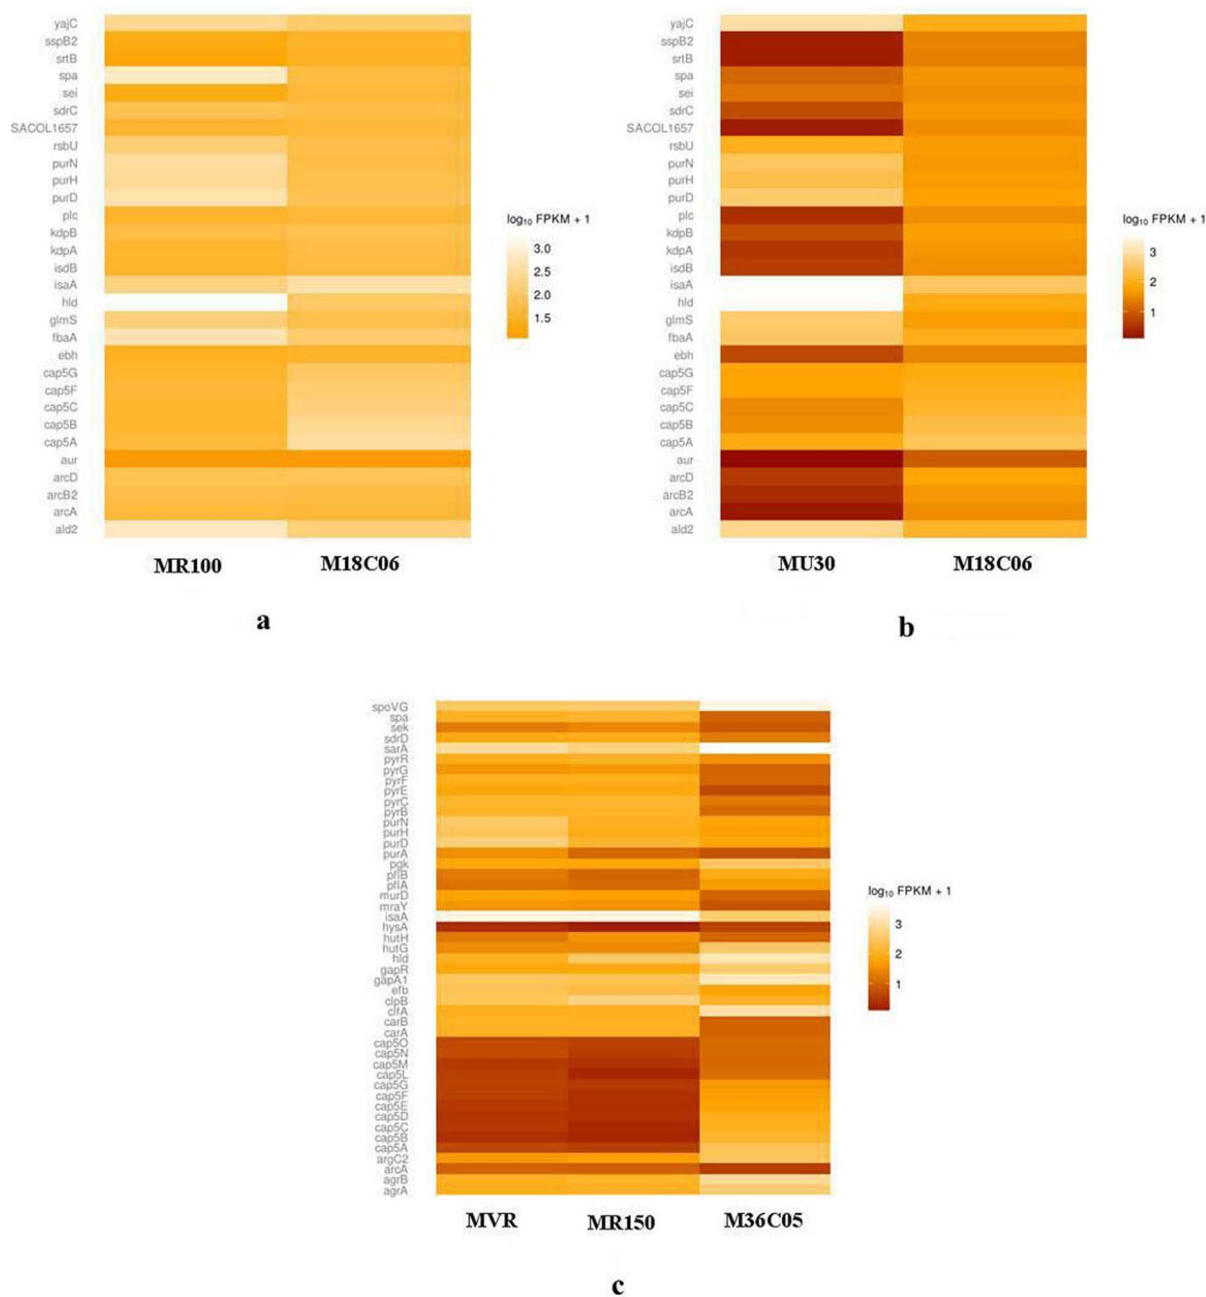 yajC
sspB2
srtB
spa
sei
sdrC
SACOL1657
rsbU
purN
purH
purD
plc
kdpB
kdpA
isdB
isaA
hld
glmS
fbaA
ebh
cap5G
cap5F
cap5C
cap5B
cap5A
aur
arcD
arcB2
arcA
ald2
log₁₀ FPKM + 1
3.0
2.5
2.0
1.5
MR100 M18C06
a
yajC
sspB2
srtB
spa
sei
sdrC
SACOL1657
rsbU
purN
purH
purD
plc
kdpB
kdpA
isdB
isaA
hld
glmS
fbaA
ebh
cap5G
cap5F
cap5C
cap5B
cap5A
aur
arcD
arcB2
arcA
ald2
log₁₀ FPKM + 1
3
2
1
MU30 M18C06
b
spoVG
spa
sek
sdrD
sarA
pyrR
pyrG
pyrF
pyrE
pyrC
pyrB
purN
purH
purD
purA
pgk
pflB
pflA
murD
mraY
isaA
hysA
hutH
hutG
hld
gapR
gapA1
efb
clpB
clfA
carB
carA
cap5O
cap5N
cap5M
cap5L
cap5G
cap5F
cap5E
cap5D
cap5C
cap5B
cap5A
argC2
arcA
agrB
agrA
log₁₀ FPKM + 1
3
2
1
MVR MR150 M36C05
c